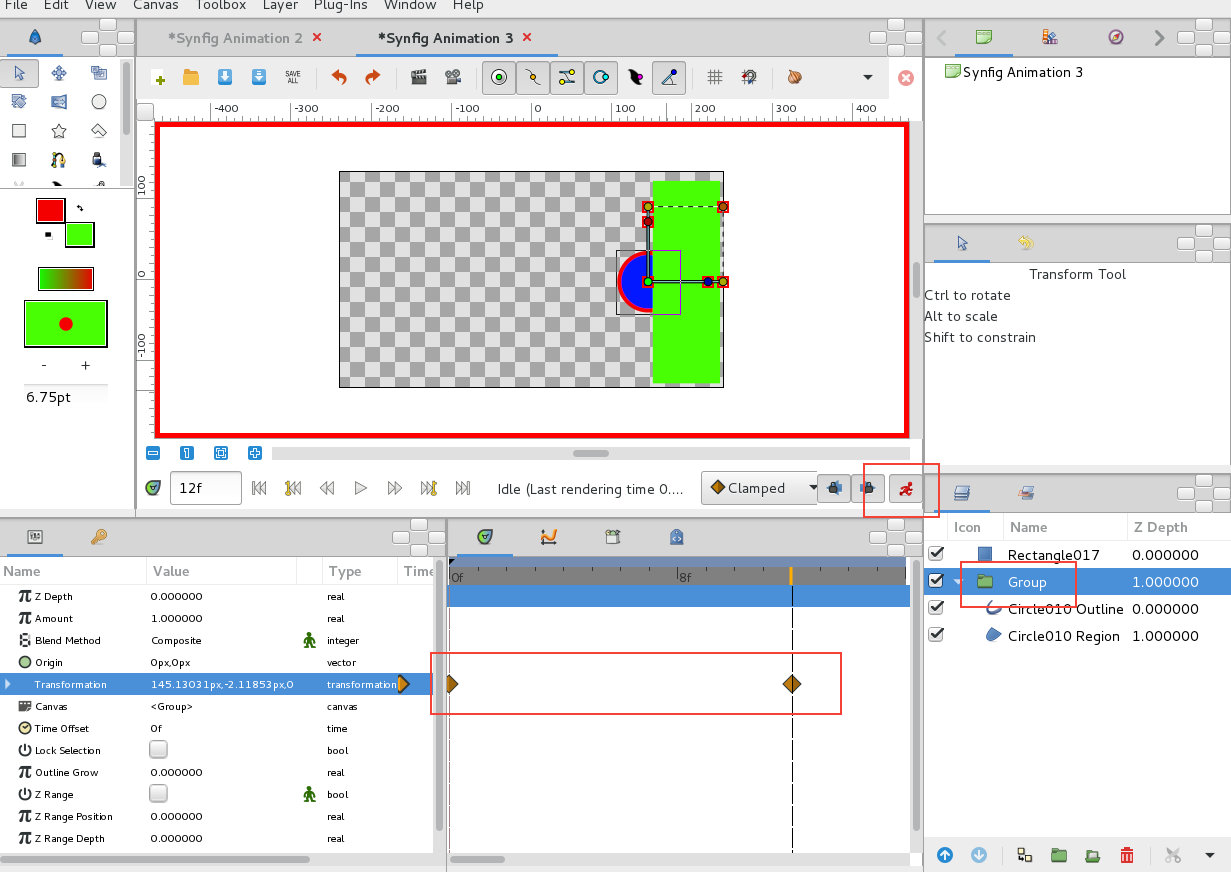 File Edit View Canvas Toolbox Layer Plug-Ins Window Help
*Synfig Animation 2
*Synfig Animation 3
SAVE ALL
-400 -300 -200 -100 0 100 200 300 400
100
0
-100
6.75pt
- +
Synfig Animation 3
Transform Tool
Ctrl to rotate
Alt to scale
Shift to constrain
12f
Idle (Last rendering time 0....
Clamped
Name Value Type Time
Z Depth 0.000000 real
Amount 1.000000 real
Blend Method Composite integer
Origin 0px,0px vector
Transformation 145.13031px,-2.11853px,0 transformation
Canvas <Group> canvas
Time Offset 0f time
Lock Selection bool
Outline Grow 0.000000 real
Z Range bool
Z Range Position 0.000000 real
Z Range Depth 0.000000 real
0f 8f
Icon Name Z Depth
Rectangle017 0.000000
Group 1.000000
Circle010 Outline 0.000000
Circle010 Region 1.000000